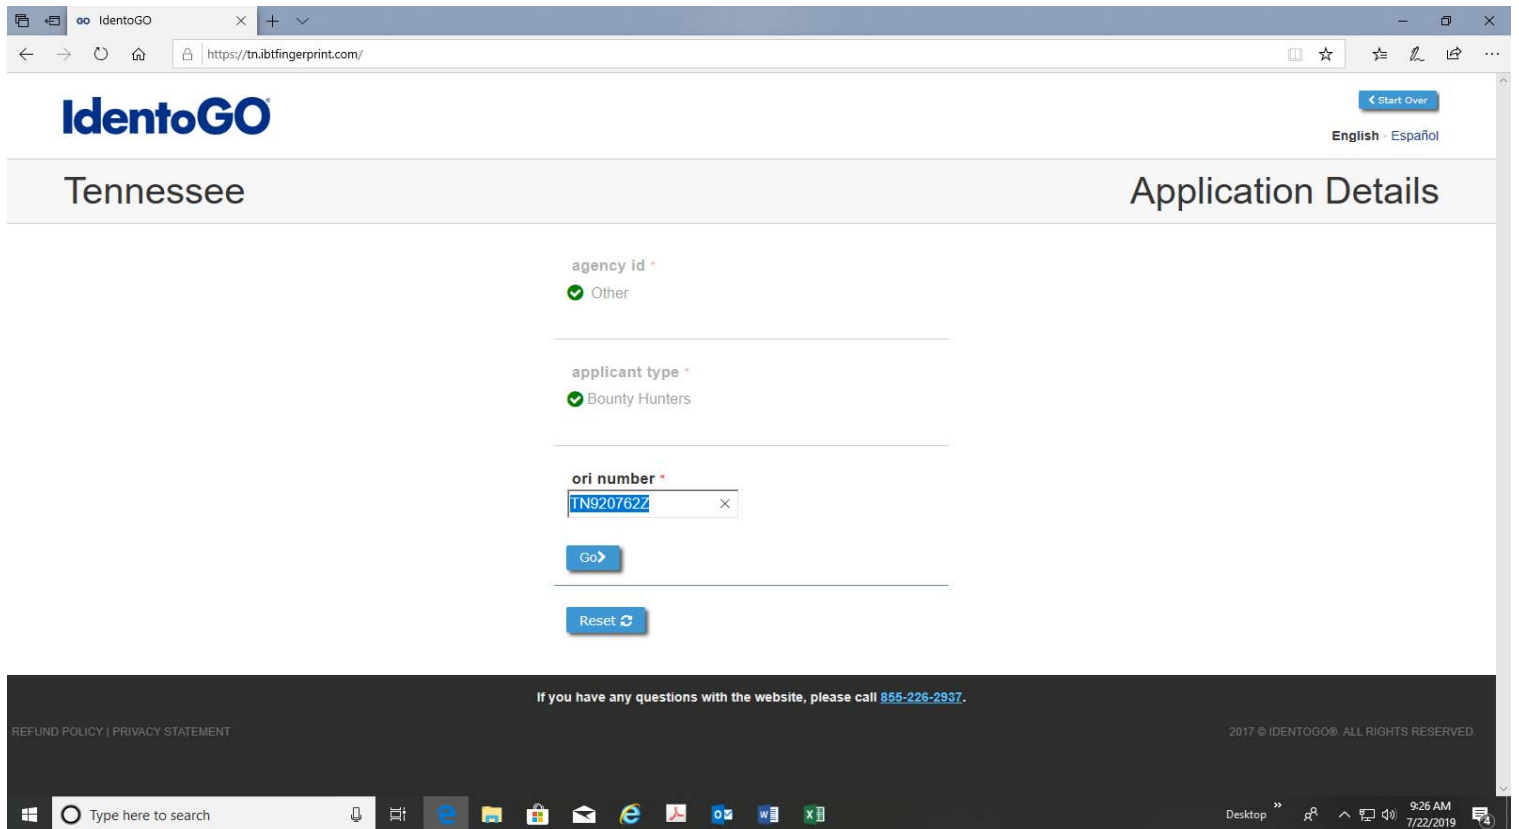 GO IdentoGO
https://tn.ibtfingerprint.com/
IdentoGO
Start Over
English · Español
Tennessee
Application Details
agency id *
Other
applicant type *
Bounty Hunters
ori number *
TN920762Z
Go
Reset
If you have any questions with the website, please call 855-226-2937.
REFUND POLICY | PRIVACY STATEMENT
2017 © IDENTOGO®. ALL RIGHTS RESERVED.
Type here to search
Desktop
9:26 AM
7/22/2019
4